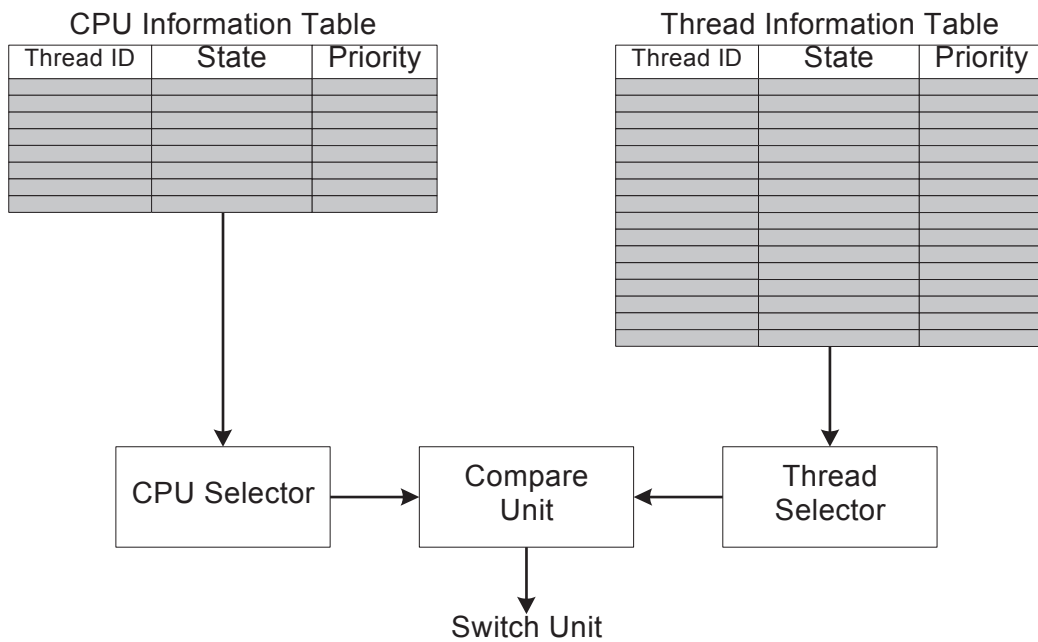 CPU Information Table
Thread ID State Priority
Thread Information Table
Thread ID State Priority
CPU Selector
Compare
Unit
Thread
Selector
Switch Unit